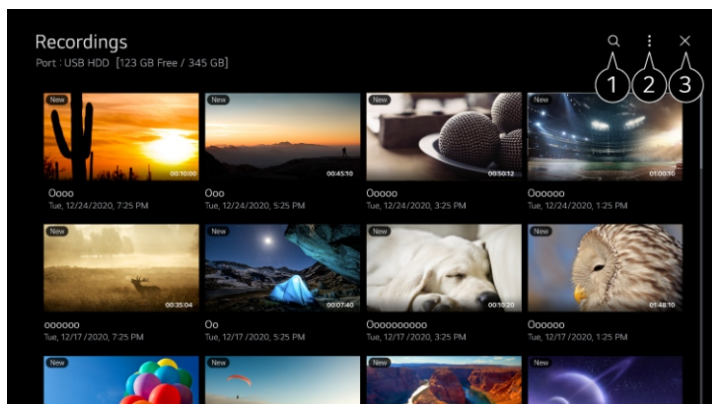 Recordings
Port : USB HDD [123 GB Free / 345 GB]
1 2 3
New New New New
00:10:00 00:45:10 00:50:12 01:00:10
Oooo Ooo Ooooo Oooooo
Tue, 12/24/2020, 7:25 PM Tue, 12/24/2020, 5:25 PM Tue, 12/24/2020, 3:25 PM Tue, 12/24/2020, 1:25 PM
New New New New
00:35:04 00:07:40 00:10:20 01:48:10
oooooo Oo Oooooooooo Oooooo
Tue, 12/17 /2020, 7:25 PM Tue, 12/17 /2020, 5:25 PM Tue, 12/17 /2020, 3:25 PM Tue, 12/17 /2020, 1:25 PM
New New New New